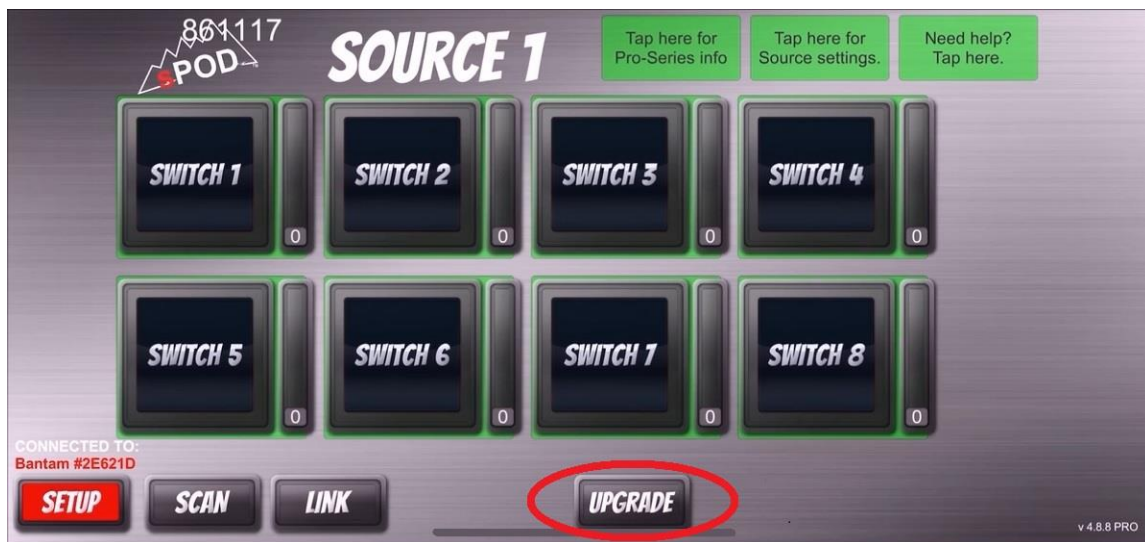 861117
sPOD
SOURCE 1
Tap here for
Pro-Series info
Tap here for
Source settings.
Need help?
Tap here.
SWITCH 1
0
SWITCH 2
0
SWITCH 3
0
SWITCH 4
0
SWITCH 5
0
SWITCH 6
0
SWITCH 7
0
SWITCH 8
0
CONNECTED TO:
Bantam #2E621D
SETUP
SCAN
LINK
UPGRADE
v 4.8.8 PRO